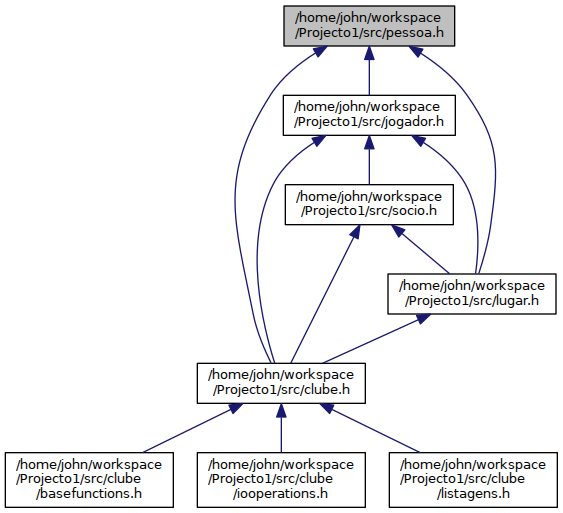 /home/john/workspace
/Projecto1/src/pessoa.h
/home/john/workspace
/Projecto1/src/jogador.h
/home/john/workspace
/Projecto1/src/socio.h
/home/john/workspace
/Projecto1/src/lugar.h
/home/john/workspace
/Projecto1/src/clube.h
/home/john/workspace
/Projecto1/src/clube
/basefunctions.h
/home/john/workspace
/Projecto1/src/clube
/iooperations.h
/home/john/workspace
/Projecto1/src/clube
/listagens.h